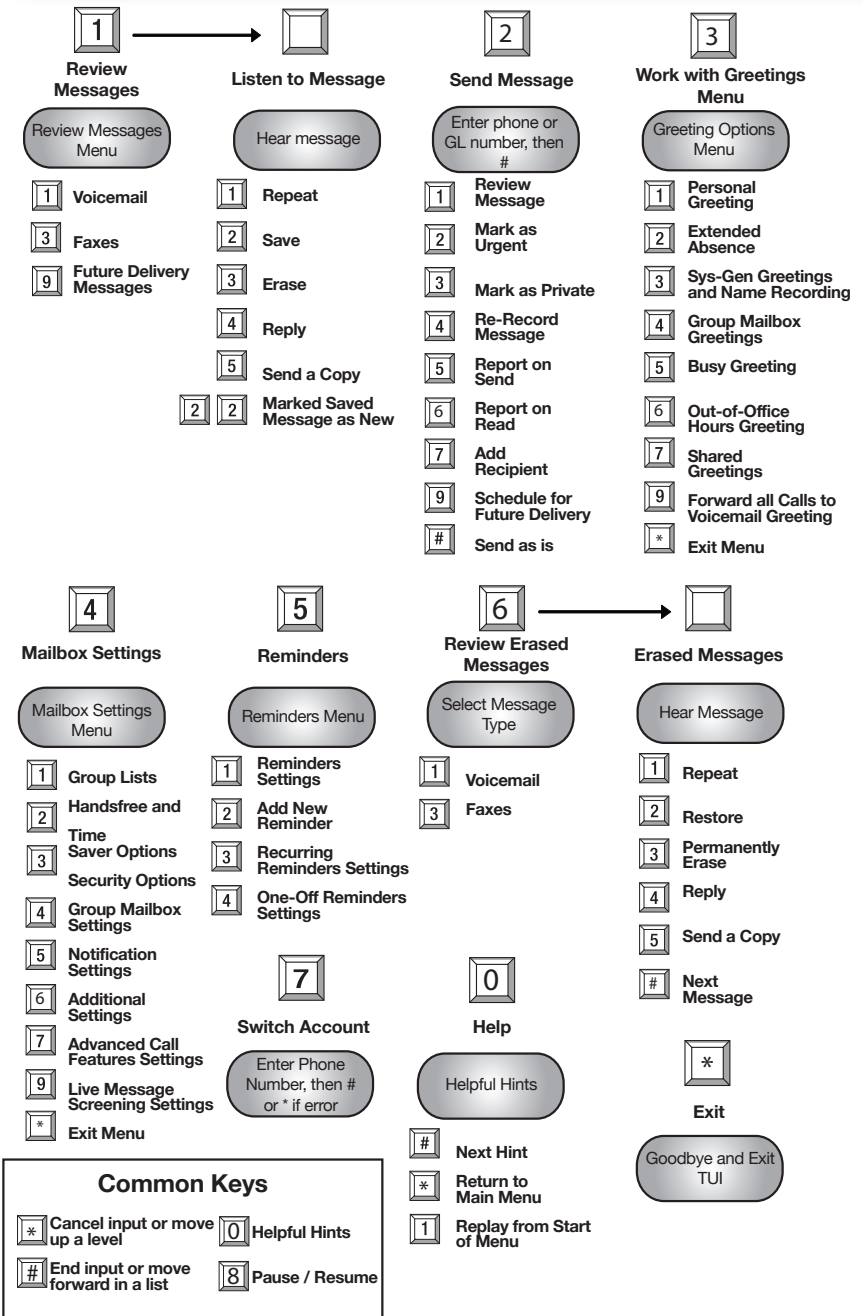 1
Review
Messages
Review Messages
Menu
1 Voicemail
3 Faxes
9 Future Delivery
Messages
Listen to Message
Hear message
1 Repeat
2 Save
3 Erase
4 Reply
5 Send a Copy
2 2 Marked Saved
Message as New
2
Send Message
Enter phone or
GL number, then
#
1 Review
Message
2 Mark as
Urgent
3 Mark as Private
4 Re-Record
Message
5 Report on
Send
6 Report on
Read
7 Add
Recipient
9 Schedule for
Future Delivery
# Send as is
3
Work with Greetings
Menu
Greeting Options
Menu
1 Personal
Greeting
2 Extended
Absence
3 Sys-Gen Greetings
and Name Recording
4 Group Mailbox
Greetings
5 Busy Greeting
6 Out-of-Office
Hours Greeting
7 Shared
Greetings
9 Forward all Calls to
Voicemail Greeting
* Exit Menu
4
Mailbox Settings
Mailbox Settings
Menu
1 Group Lists
2 Handsfree and
Time
3 Saver Options
Security Options
4 Group Mailbox
Settings
5 Notification
Settings
6 Additional
Settings
7 Advanced Call
Features Settings
9 Live Message
Screening Settings
* Exit Menu
5
Reminders
Reminders Menu
1 Reminders
Settings
2 Add New
Reminder
3 Recurring
Reminders Settings
4 One-Off Reminders
Settings
6
Review Erased
Messages
Select Message
Type
1 Voicemail
3 Faxes
Erased Messages
Hear Message
1 Repeat
2 Restore
3 Permanently
Erase
4 Reply
5 Send a Copy
# Next
Message
7
Switch Account
Enter Phone
Number, then #
or * if error
0
Help
Helpful Hints
# Next Hint
* Return to
Main Menu
1 Replay from Start
of Menu
*
Exit
Goodbye and Exit
TUI
Common Keys
* Cancel input or move
up a level
0 Helpful Hints
# End input or move
forward in a list
8 Pause / Resume